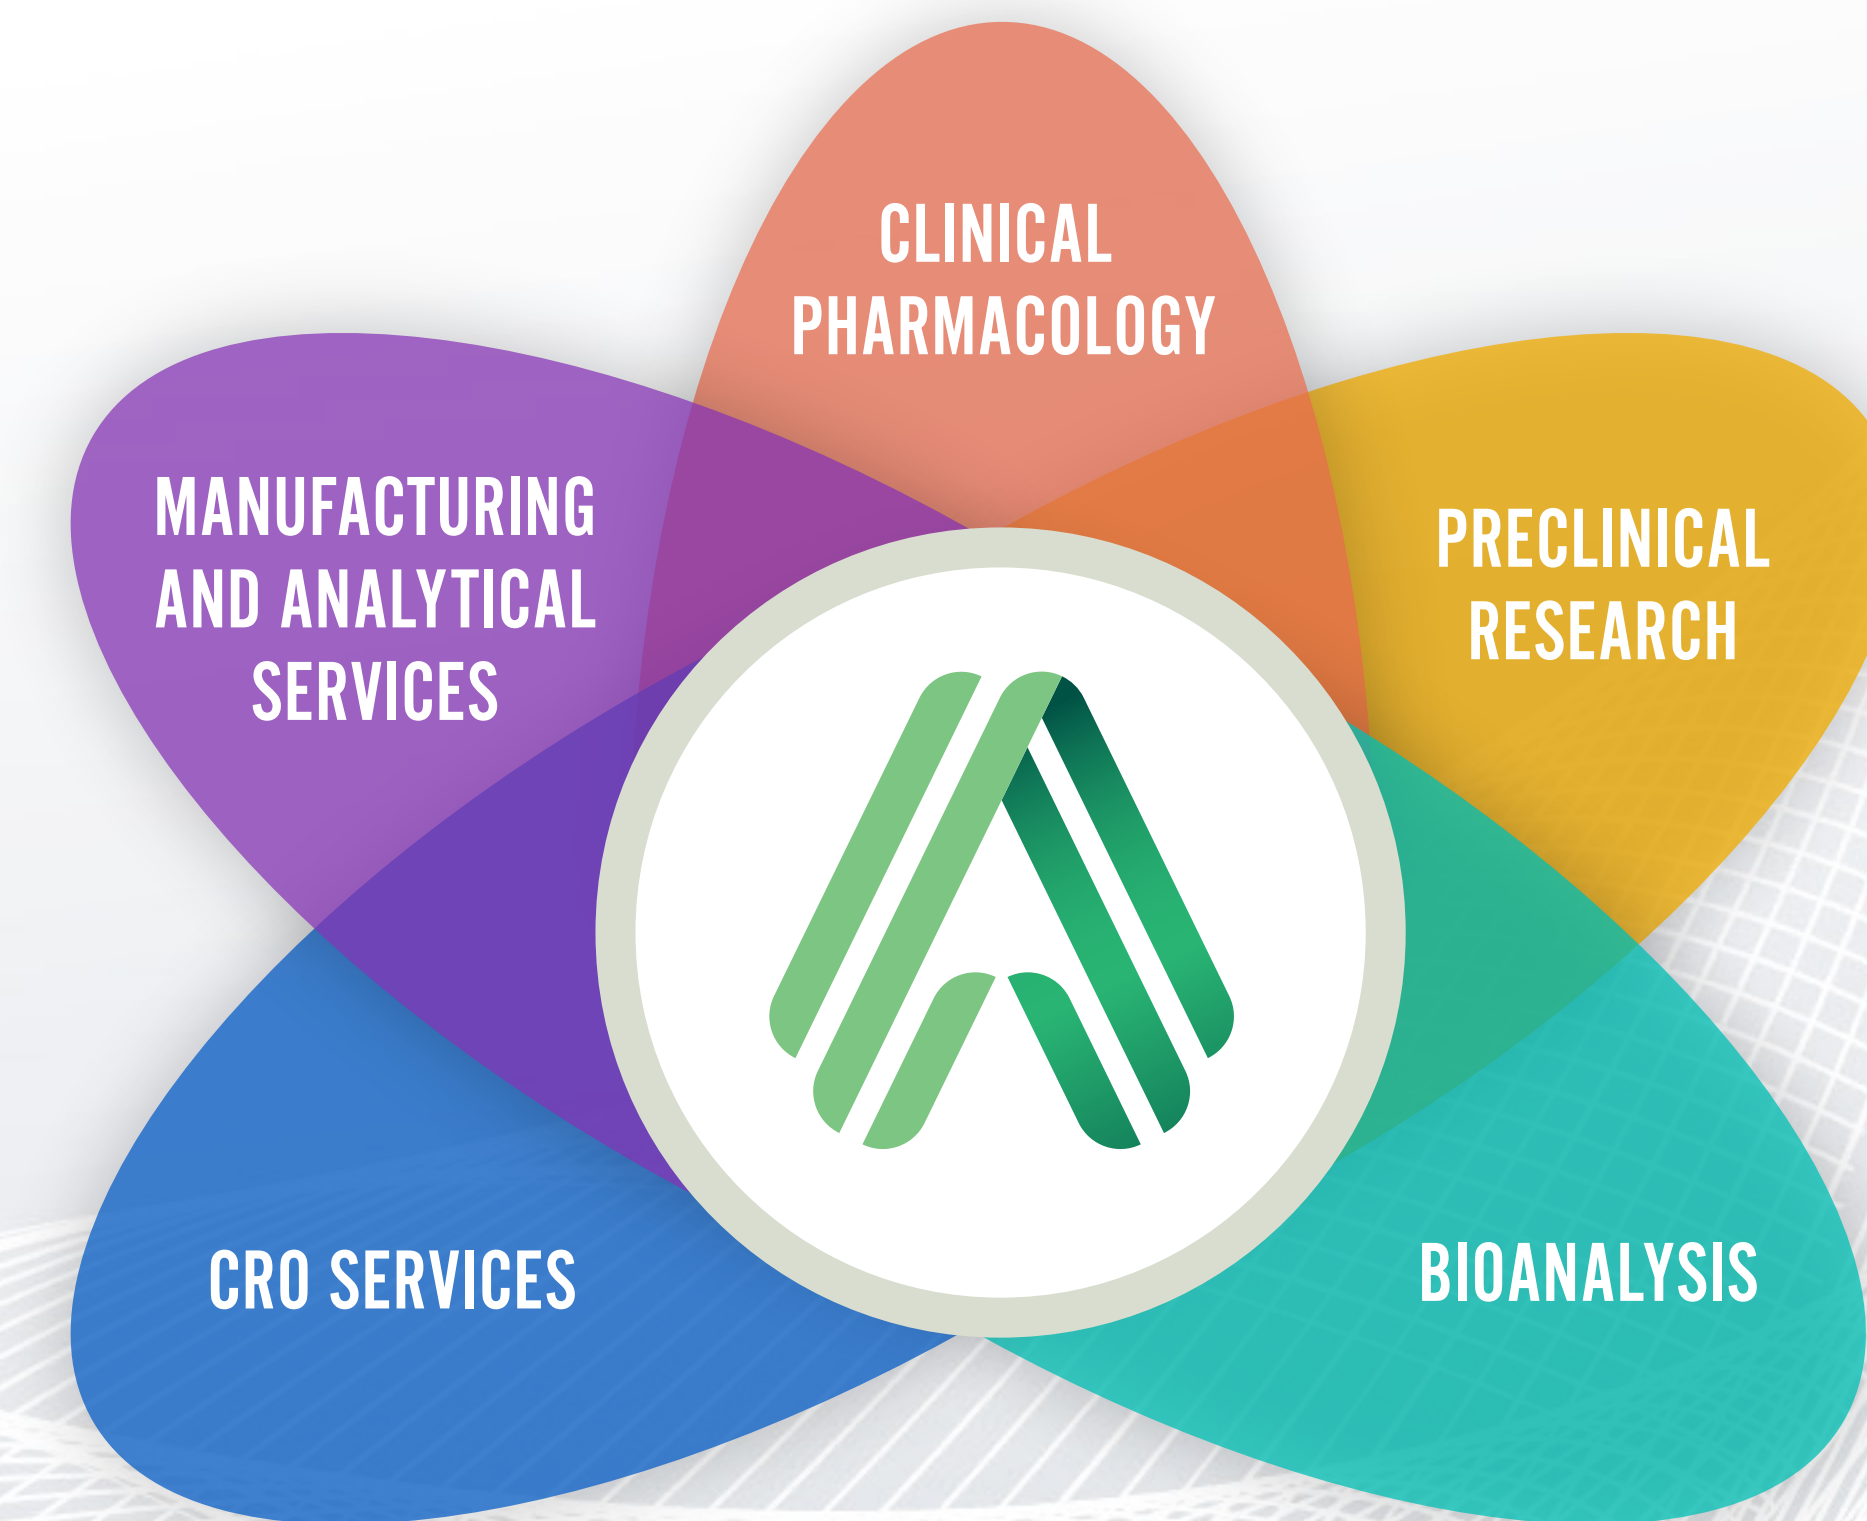 CLINICAL
PHARMACOLOGY
MANUFACTURING
AND ANALYTICAL
SERVICES
PRECLINICAL
RESEARCH
CRO SERVICES
BIOANALYSIS